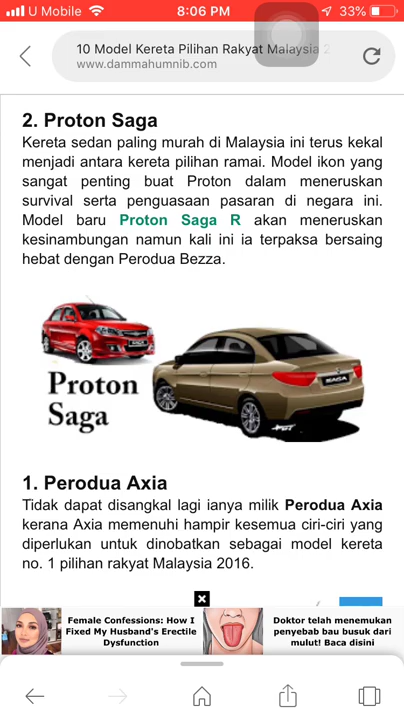 U Mobile 8:06 PM 33%
10 Model Kereta Pilihan Rakyat Malaysia 2
www.dammahumnib.com
2. Proton Saga
Kereta sedan paling murah di Malaysia ini terus kekal
menjadi antara kereta pilihan ramai. Model ikon yang
sangat penting buat Proton dalam meneruskan
survival serta penguasaan pasaran di negara ini.
Model baru Proton Saga R akan meneruskan
kesinambungan namun kali ini ia terpaksa bersaing
hebat dengan Perodua Bezza.
SAGA
Proton
Saga
1. Perodua Axia
Tidak dapat disangkal lagi ianya milik Perodua Axia
kerana Axia memenuhi hampir kesemua ciri-ciri yang
diperlukan untuk dinobatkan sebagai model kereta
no. 1 pilihan rakyat Malaysia 2016.
Female Confessions: How I
Fixed My Husband's Erectile
Dysfunction
Doktor telah menemukan
penyebab bau busuk dari
mulut! Baca disini